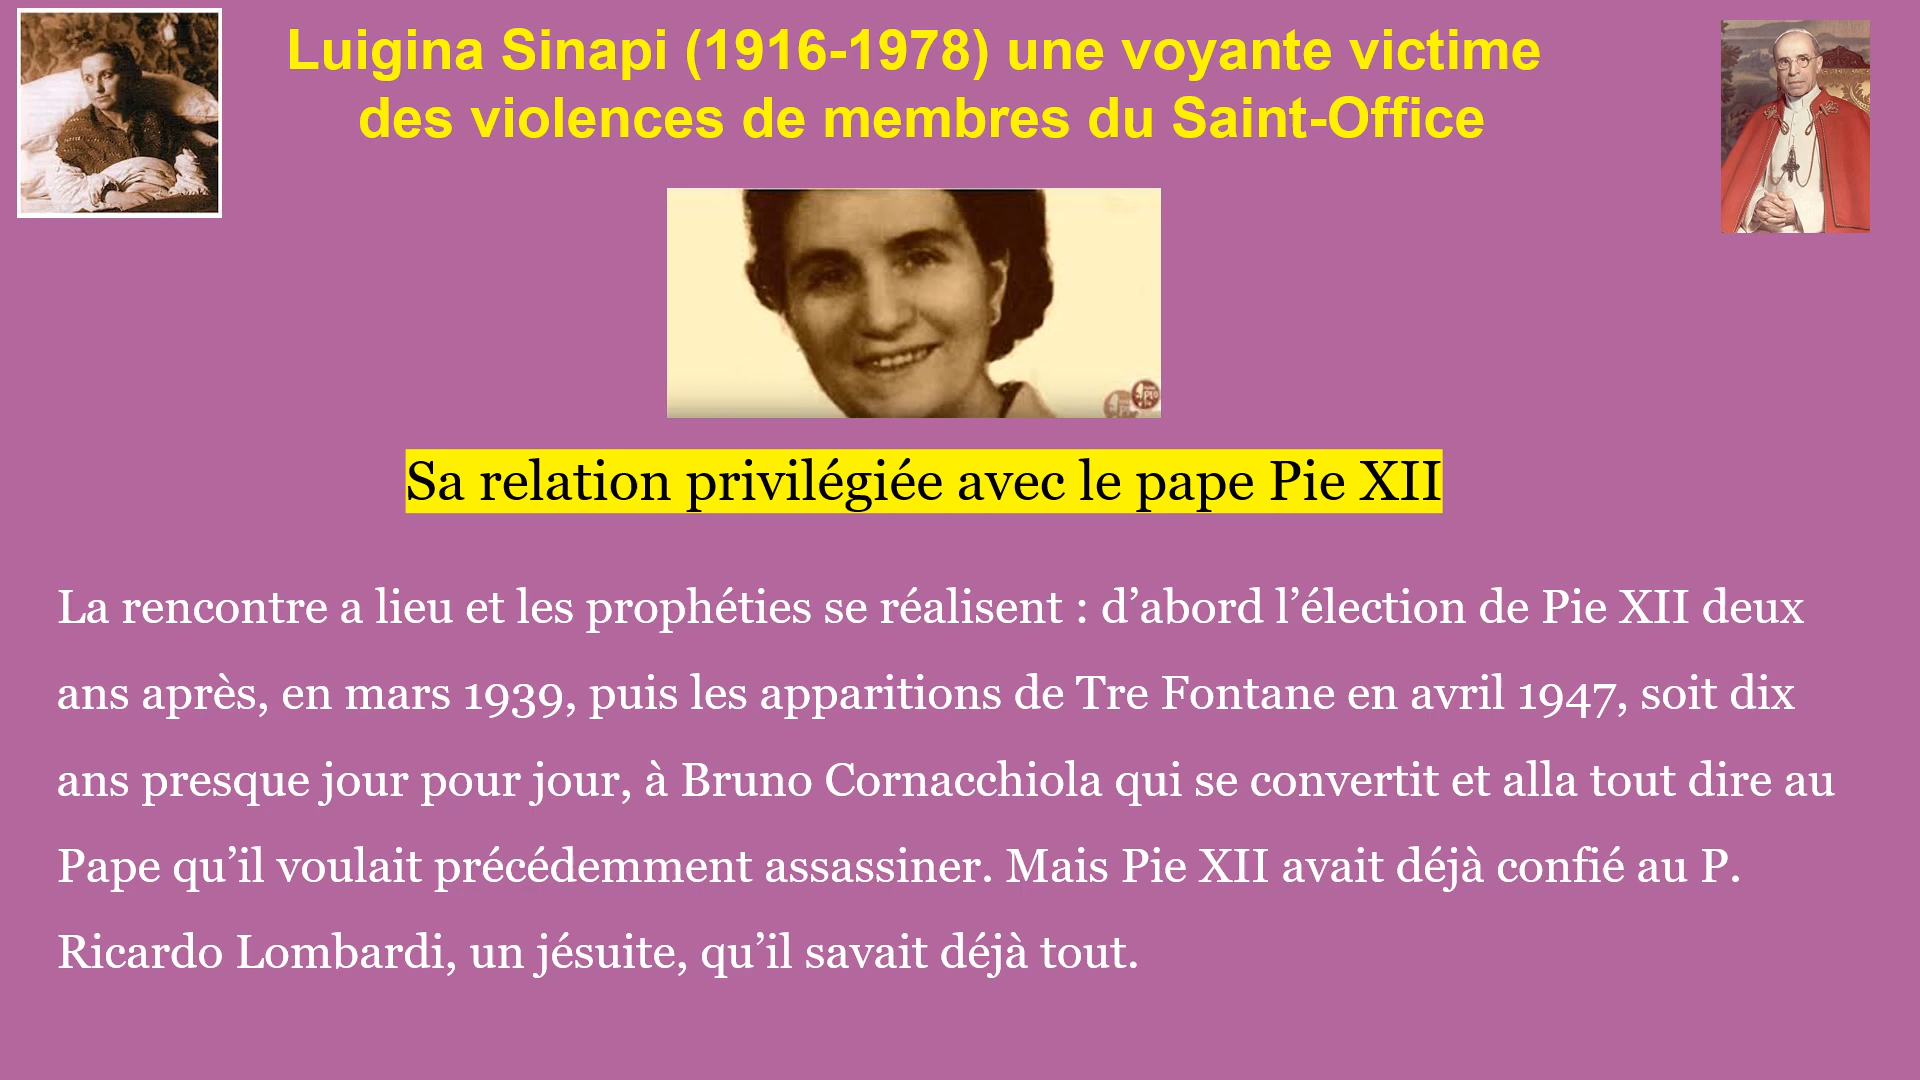 Luigina Sinapi (1916-1978) une voyante victime
des violences de membres du Saint-Office
Sa relation privilégiée avec le pape Pie XII
La rencontre a lieu et les prophéties se réalisent : d’abord l’élection de Pie XII deux
ans après, en mars 1939, puis les apparitions de Tre Fontane en avril 1947, soit dix
ans presque jour pour jour, à Bruno Cornacchiola qui se convertit et alla tout dire au
Pape qu’il voulait précédemment assassiner. Mais Pie XII avait déjà confié au P.
Ricardo Lombardi, un jésuite, qu’il savait déjà tout.